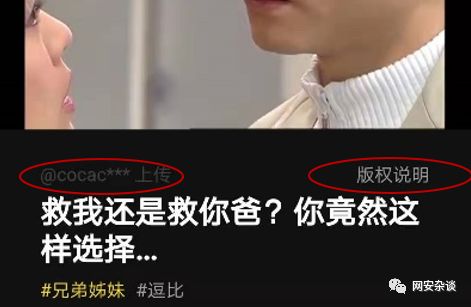 @cocac*** 上传
版权说明
救我还是救你爸？你竟然这
样选择...
#兄弟姊妹 #逗比
网安杂谈